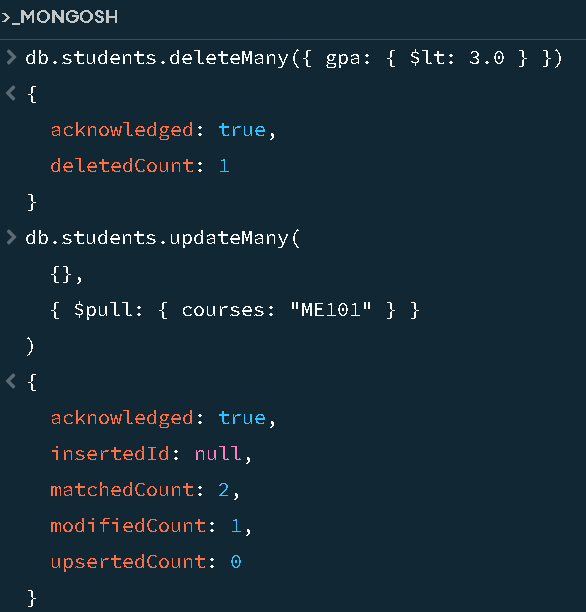 >_MONGOSH
> db.students.deleteMany({ gpa: { $lt: 3.0 } })
< {
acknowledged: true,
deletedCount: 1
}
> db.students.updateMany(
{},
{ $pull: { courses: "ME101" } }
)
< {
acknowledged: true,
insertedId: null,
matchedCount: 2,
modifiedCount: 1,
upsertedCount: 0
}